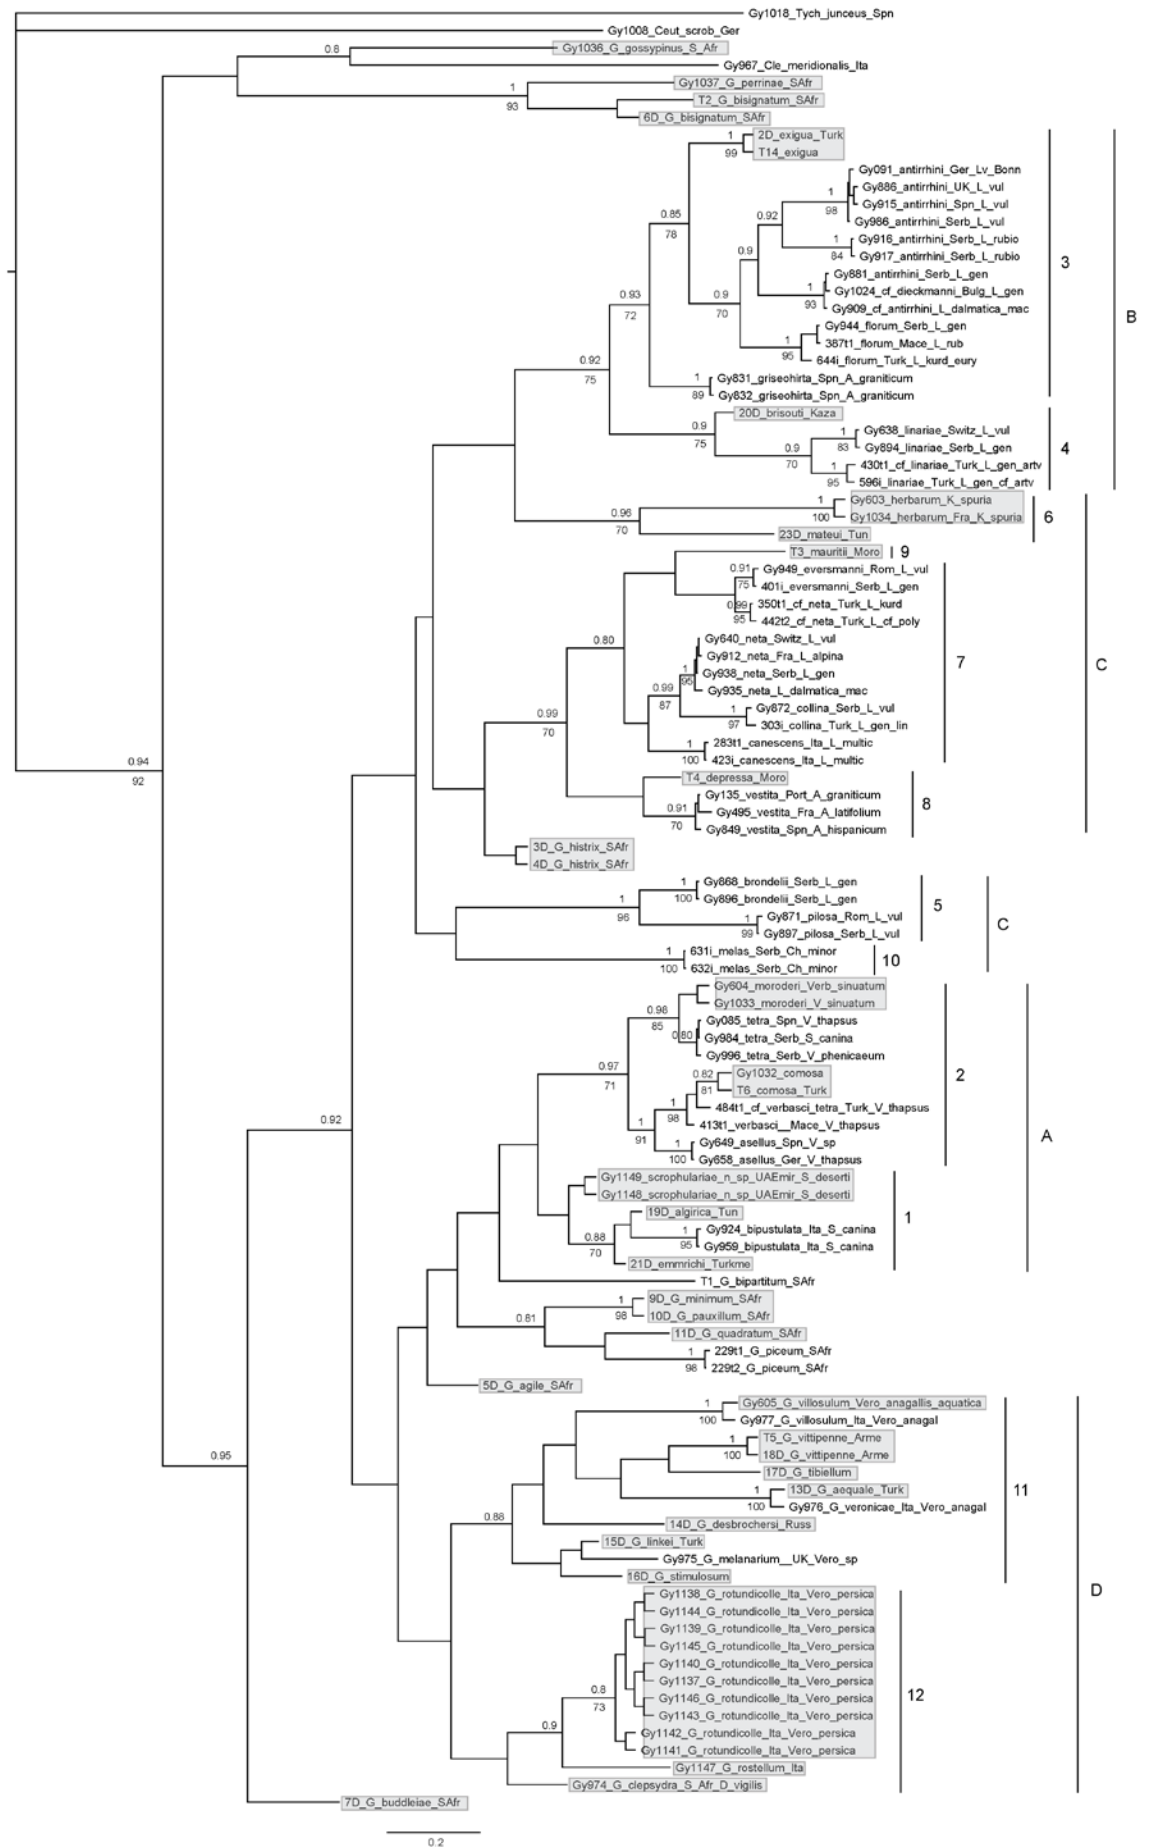 Gy1018_Tych_junceus_Spn
Gy1008_Ceut_scrob_Ger
0.8
Gy1036_G_gossypinus_S_Afr
Gy967_Cle_meridionalis_Ita
1
93
Gy1037_G_perrinae_SAfr
T2_G_bisignatum_SAfr
6D_G_bisignatum_SAfr
1
99
2D_exigua_Turk
T14_exigua
Gy091_antirrhini_Ger_Lv_Bonn
1
98
Gy886_antirrhini_UK_L_vul
Gy915_antirrhini_Spn_L_vul
Gy986_antirrhini_Serb_L_vul
0.85
78
0.92
1
84
Gy916_antirrhini_Serb_L_rubio
Gy917_antirrhini_Serb_L_rubio
3
0.9
Gy881_antirrhini_Serb_L_gen
1
93
Gy1024_cf_dieckmanni_Bulg_L_gen
Gy909_cf_antirrhini_L_dalmatica_mac
0.93
72
0.9
70
B
Gy944_florum_Serb_L_gen
1
95
387t1_florum_Mace_L_rub
644i_florum_Turk_L_kurd_eury
0.92
75
1
89
Gy831_griseohirta_Spn_A_graniticum
Gy832_griseohirta_Spn_A_graniticum
20D_brisouti_Kaza
0.9
75
1
83
Gy638_linariae_Switz_L_vul
Gy894_linariae_Serb_L_gen
4
0.9
70
1
95
430t1_cf_linariae_Turk_L_gen_artv
596i_linariae_Turk_L_gen_cf_artv
1
100
Gy603_herbarum_K_spuria
Gy1034_herbarum_Fra_K_spuria
6
0.96
70
23D_mateui_Tun
T3_mauritii_Moro
9
0.91
75
Gy949_eversmanni_Rom_L_vul
401i_eversmanni_Serb_L_gen
0.99
95
350t1_cf_neta_Turk_L_kurd
442t2_cf_neta_Turk_L_cf_poly
0.80
Gy640_neta_Switz_L_vul
Gy912_neta_Fra_L_alpina
7
C
1
95
Gy938_neta_Serb_L_gen
Gy935_neta_L_dalmatica_mac
0.99
87
1
97
Gy872_collina_Serb_L_vul
303i_collina_Turk_L_gen_lin
0.99
70
1
100
283t1_canescens_Ita_L_multic
423i_canescens_Ita_L_multic
0.94
92
T4_depressa_Moro
Gy135_vestita_Port_A_graniticum
8
0.91
70
Gy495_vestita_Fra_A_latifolium
Gy849_vestita_Spn_A_hispanicum
3D_G_histrix_SAfr
4D_G_histrix_SAfr
1
100
Gy868_brondelii_Serb_L_gen
Gy896_brondelii_Serb_L_gen
5
1
96
1
99
Gy871_pilosa_Rom_L_vul
Gy897_pilosa_Serb_L_vul
C
1
100
631i_melas_Serb_Ch_minor
632i_melas_Serb_Ch_minor
10
Gy604_moroderi_Verb_sinuatum
Gy1033_moroderi_V_sinuatum
0.98
85
Gy085_tetra_Spn_V_thapsus
0.80
Gy984_tetra_Serb_S_canina
Gy996_tetra_Serb_V_phenicaeum
0.97
71
0.82
81
Gy1032_comosa
T6_comosa_Turk
2
1
98
484t1_cf_verbasci_tetra_Turk_V_thapsus
413t1_verbasci__Mace_V_thapsus
1
91
1
100
Gy649_asellus_Spn_V_sp
Gy658_asellus_Ger_V_thapsus
A
0.92
Gy1149_scrophulariae_n_sp_UAEmir_S_deserti
Gy1148_scrophulariae_n_sp_UAEmir_S_deserti
19D_algirica_Tun
1
1
95
Gy924_bipustulata_Ita_S_canina
Gy959_bipustulata_Ita_S_canina
0.88
70
21D_emmrichi_Turkme
T1_G_bipartitum_SAfr
1
98
9D_G_minimum_SAfr
10D_G_pauxillum_SAfr
0.81
11D_G_quadratum_SAfr
1
98
229t1_G_piceum_SAfr
229t2_G_piceum_SAfr
5D_G_agile_SAfr
1
100
Gy605_G_villosulum_Vero_anagallis_aquatica
Gy977_G_villosulum_Ita_Vero_anagal
1
100
T5_G_vittipenne_Arme
18D_G_vittipenne_Arme
0.95
17D_G_tibiellum
1
100
13D_G_aequale_Turk
Gy976_G_veronicae_Ita_Vero_anagal
11
0.88
14D_G_desbrochersi_Russ
15D_G_linkei_Turk
Gy975_G_melanarium__UK_Vero_sp
16D_G_stimulosum
D
Gy1138_G_rotundicolle_Ita_Vero_persica
Gy1144_G_rotundicolle_Ita_Vero_persica
Gy1139_G_rotundicolle_Ita_Vero_persica
Gy1145_G_rotundicolle_Ita_Vero_persica
Gy1140_G_rotundicolle_Ita_Vero_persica
Gy1137_G_rotundicolle_Ita_Vero_persica
0.8
73
12
Gy1146_G_rotundicolle_Ita_Vero_persica
Gy1143_G_rotundicolle_Ita_Vero_persica
0.9
Gy1142_G_rotundicolle_Ita_Vero_persica
Gy1141_G_rotundicolle_Ita_Vero_persica
Gy1147_G_rostellum_Ita
Gy974_G_clepsydra_S_Afr_D_vigilis
7D_G_buddleiae_SAfr
0.2